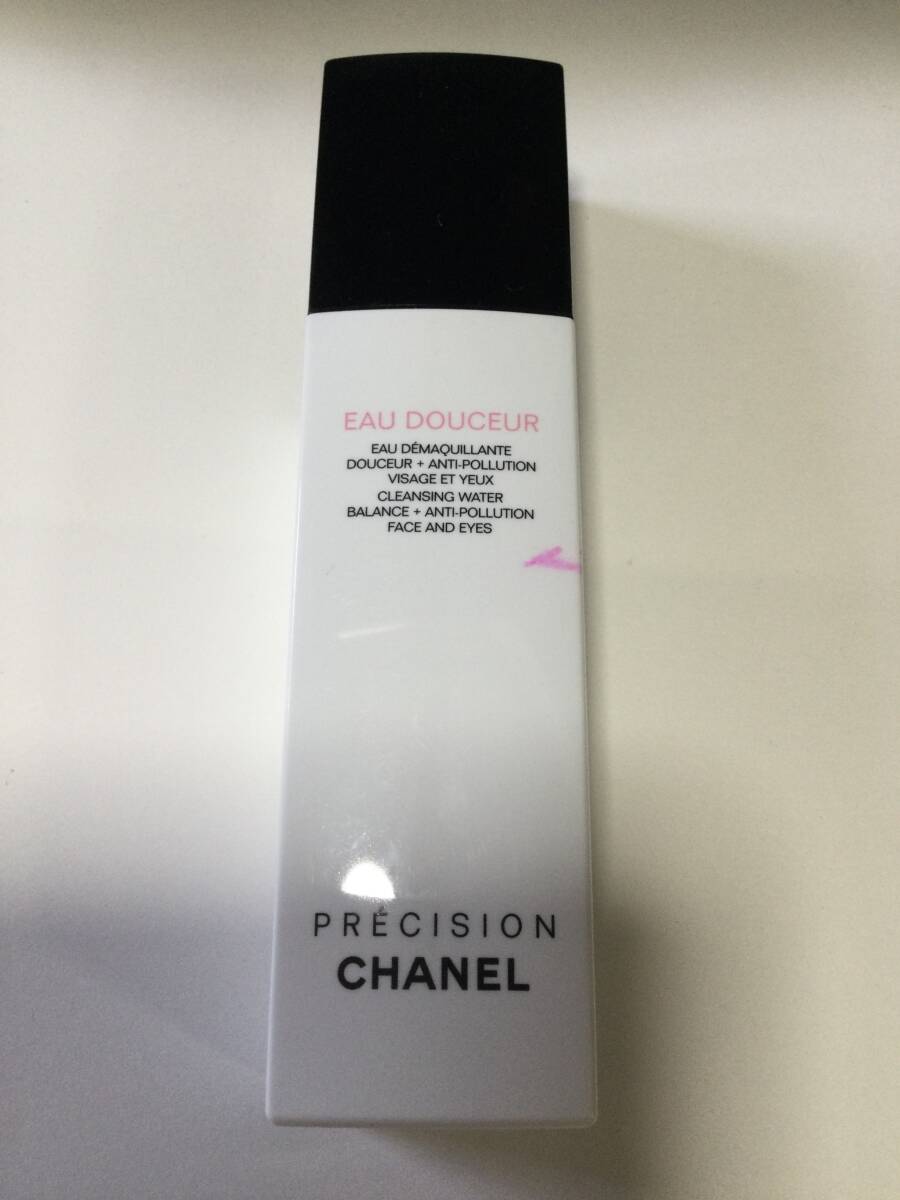 EAU DOUCEUR
EAU DÉMAQUILLANTE
DOUCEUR + ANTI-POLLUTION
VISAGE ET YEUX
CLEANSING WATER
BALANCE + ANTI-POLLUTION
FACE AND EYES
PRÉCISION
CHANEL